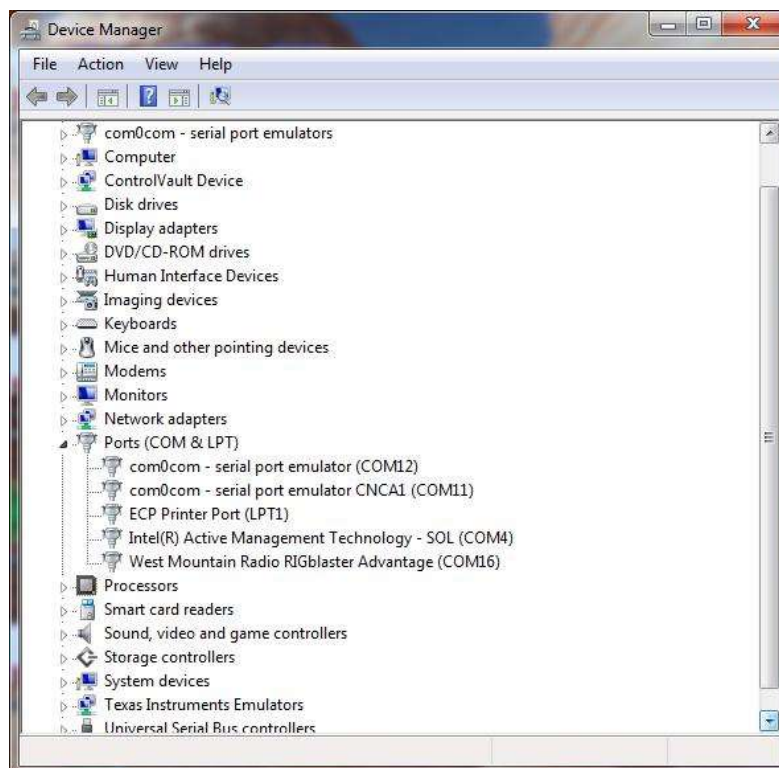 Device Manager
File Action View Help
com0com - serial port emulators
Computer
ControlVault Device
Disk drives
Display adapters
DVD/CD-ROM drives
Human Interface Devices
Imaging devices
Keyboards
Mice and other pointing devices
Modems
Monitors
Network adapters
Ports (COM & LPT)
com0com - serial port emulator (COM12)
com0com - serial port emulator CNCA1 (COM11)
ECP Printer Port (LPT1)
Intel(R) Active Management Technology - SOL (COM4)
West Mountain Radio RIGblaster Advantage (COM16)
Processors
Smart card readers
Sound, video and game controllers
Storage controllers
System devices
Texas Instruments Emulators
Universal Serial Bus controllers